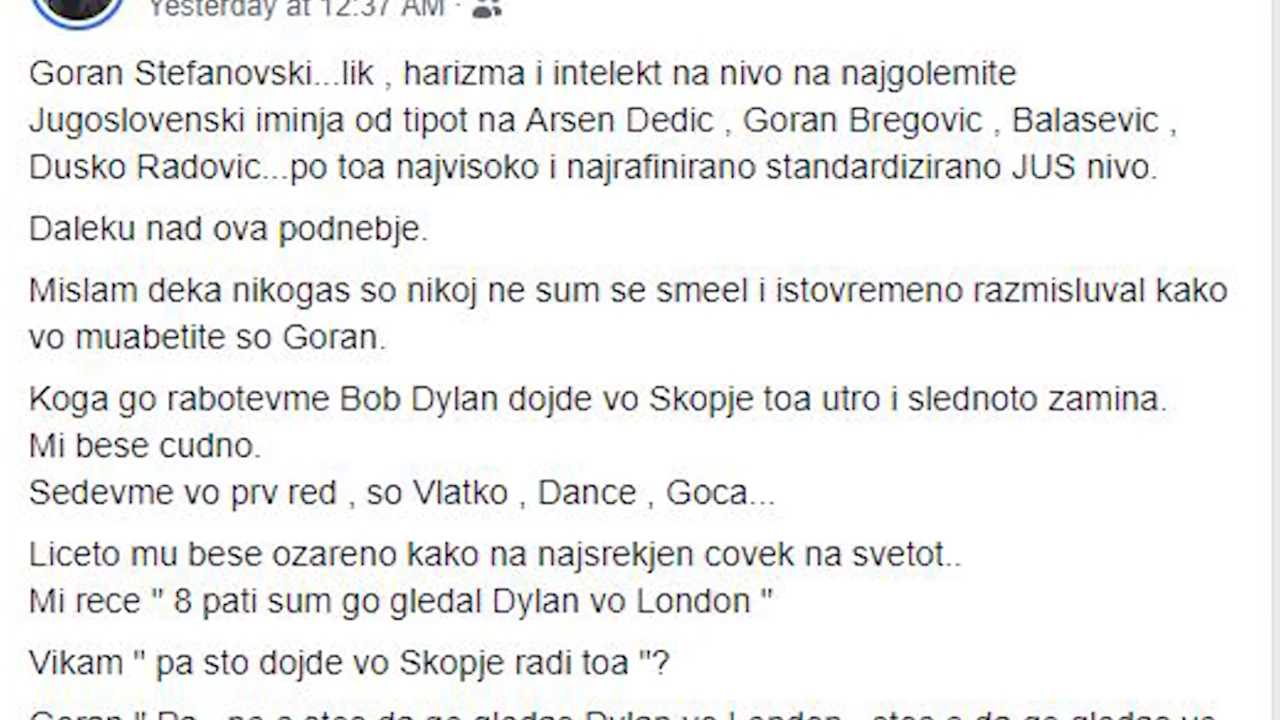 Yesterday at 12:37 AM ·
Goran Stefanovski...lik , harizma i intelekt na nivo na najgolemite
Jugoslovenski iminja od tipot na Arsen Dedic , Goran Bregovic , Balasevic ,
Dusko Radovic...po toa najvisoko i najrafinirano standardizirano JUS nivo.
Daleku nad ova podnebje.
Mislam deka nikogas so nikoj ne sum se smeel i istovremeno razmisluval kako
vo muabetite so Goran.
Koga go rabotevme Bob Dylan dojde vo Skopje toa utro i slednoto zamina.
Mi bese cudno.
Sedevme vo prv red , so Vlatko , Dance , Goca...
Liceto mu bese ozareno kako na najsrekjen covek na svetot..
Mi rece " 8 pati sum go gledal Dylan vo London "
Vikam " pa sto dojde vo Skopje radi toa "?